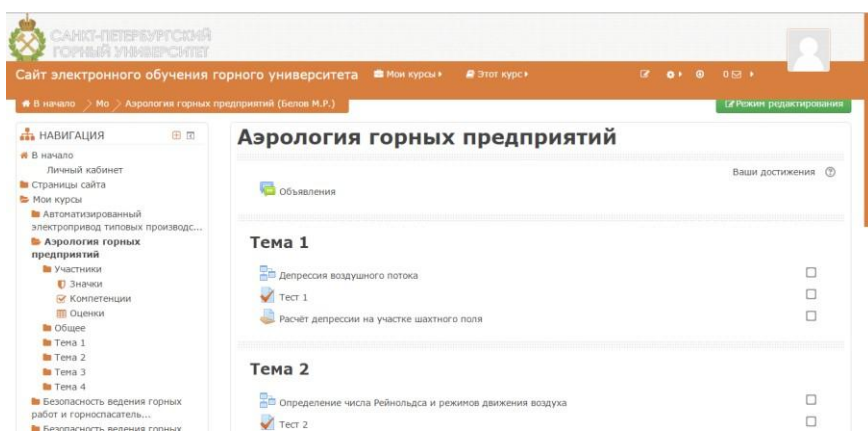 САНКТ-ПЕТЕРБУРГСКИЙ
ГОРНЫЙ УНИВЕРСИТЕТ
Сайт электронного обучения горного университета
Мои курсы
Этот курс
0
В начало
Мо
Аэрология горных предприятий (Белов М.Р.)
Режим редактирования
НАВИГАЦИЯ
В начало
Личный кабинет
Страницы сайта
Мои курсы
Автоматизированный
электропривод типовых производс...
Аэрология горных
предприятий
Участники
Значки
Компетенции
Оценки
Общее
Тема 1
Тема 2
Тема 3
Тема 4
Безопасность ведения горных
работ и горноспасатель...
Безопасность ведения горных
Аэрология горных предприятий
Ваши достижения
Объявления
Тема 1
Депрессия воздушного потока
Тест 1
Расчёт депрессии на участке шахтного поля
Тема 2
Определение числа Рейнольдса и режимов движения воздуха
Тест 2